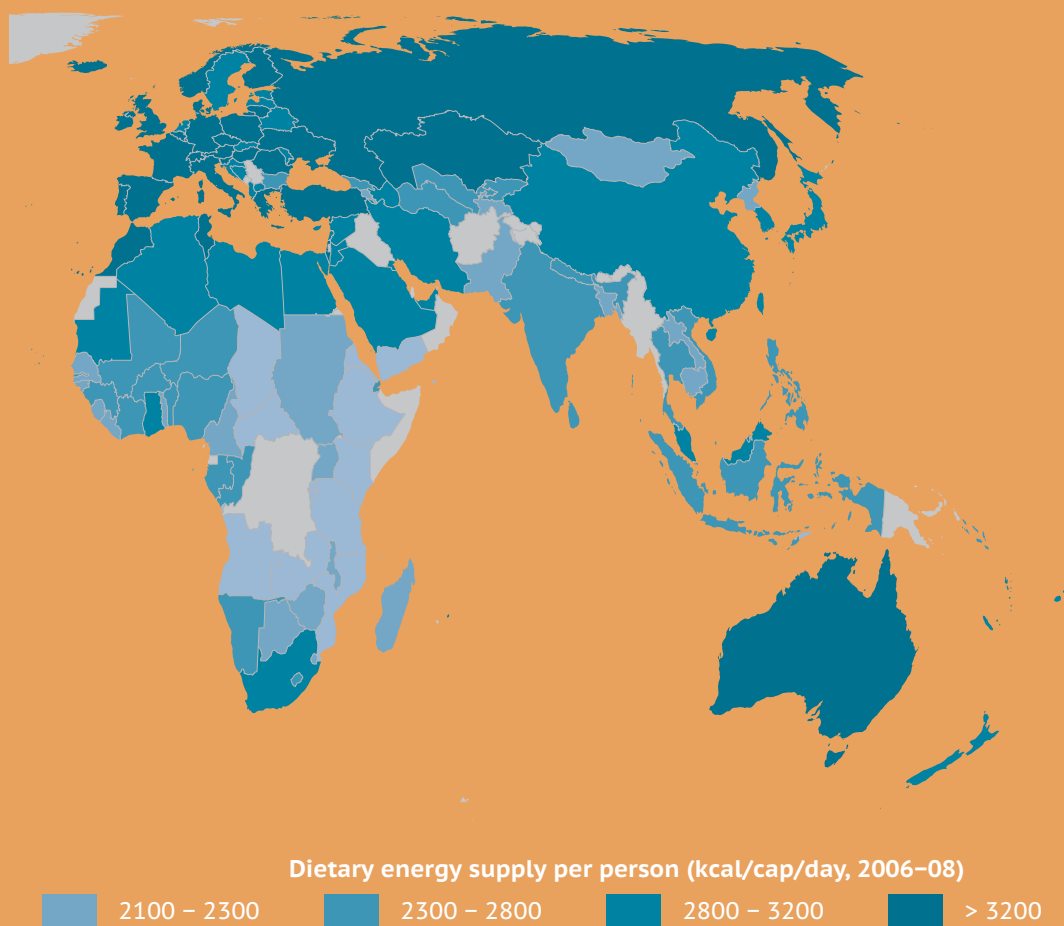 Dietary energy supply per person (kcal/cap/day, 2006–08)
2100 – 2300 2300 – 2800 2800 – 3200 > 3200